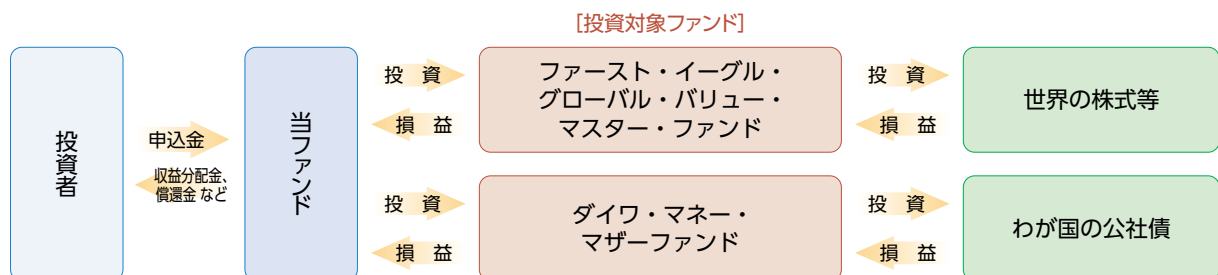 [投資対象ファンド]
投資者
申込金
収益分配金、
償還金 など
当ファンド
投 資
損 益
ファースト・イーグル・
グローバル・バリュー・
マスター・ファンド
投 資
損 益
世界の株式等
投 資
損 益
ダイワ・マネー・
マザーファンド
投 資
損 益
わが国の公社債